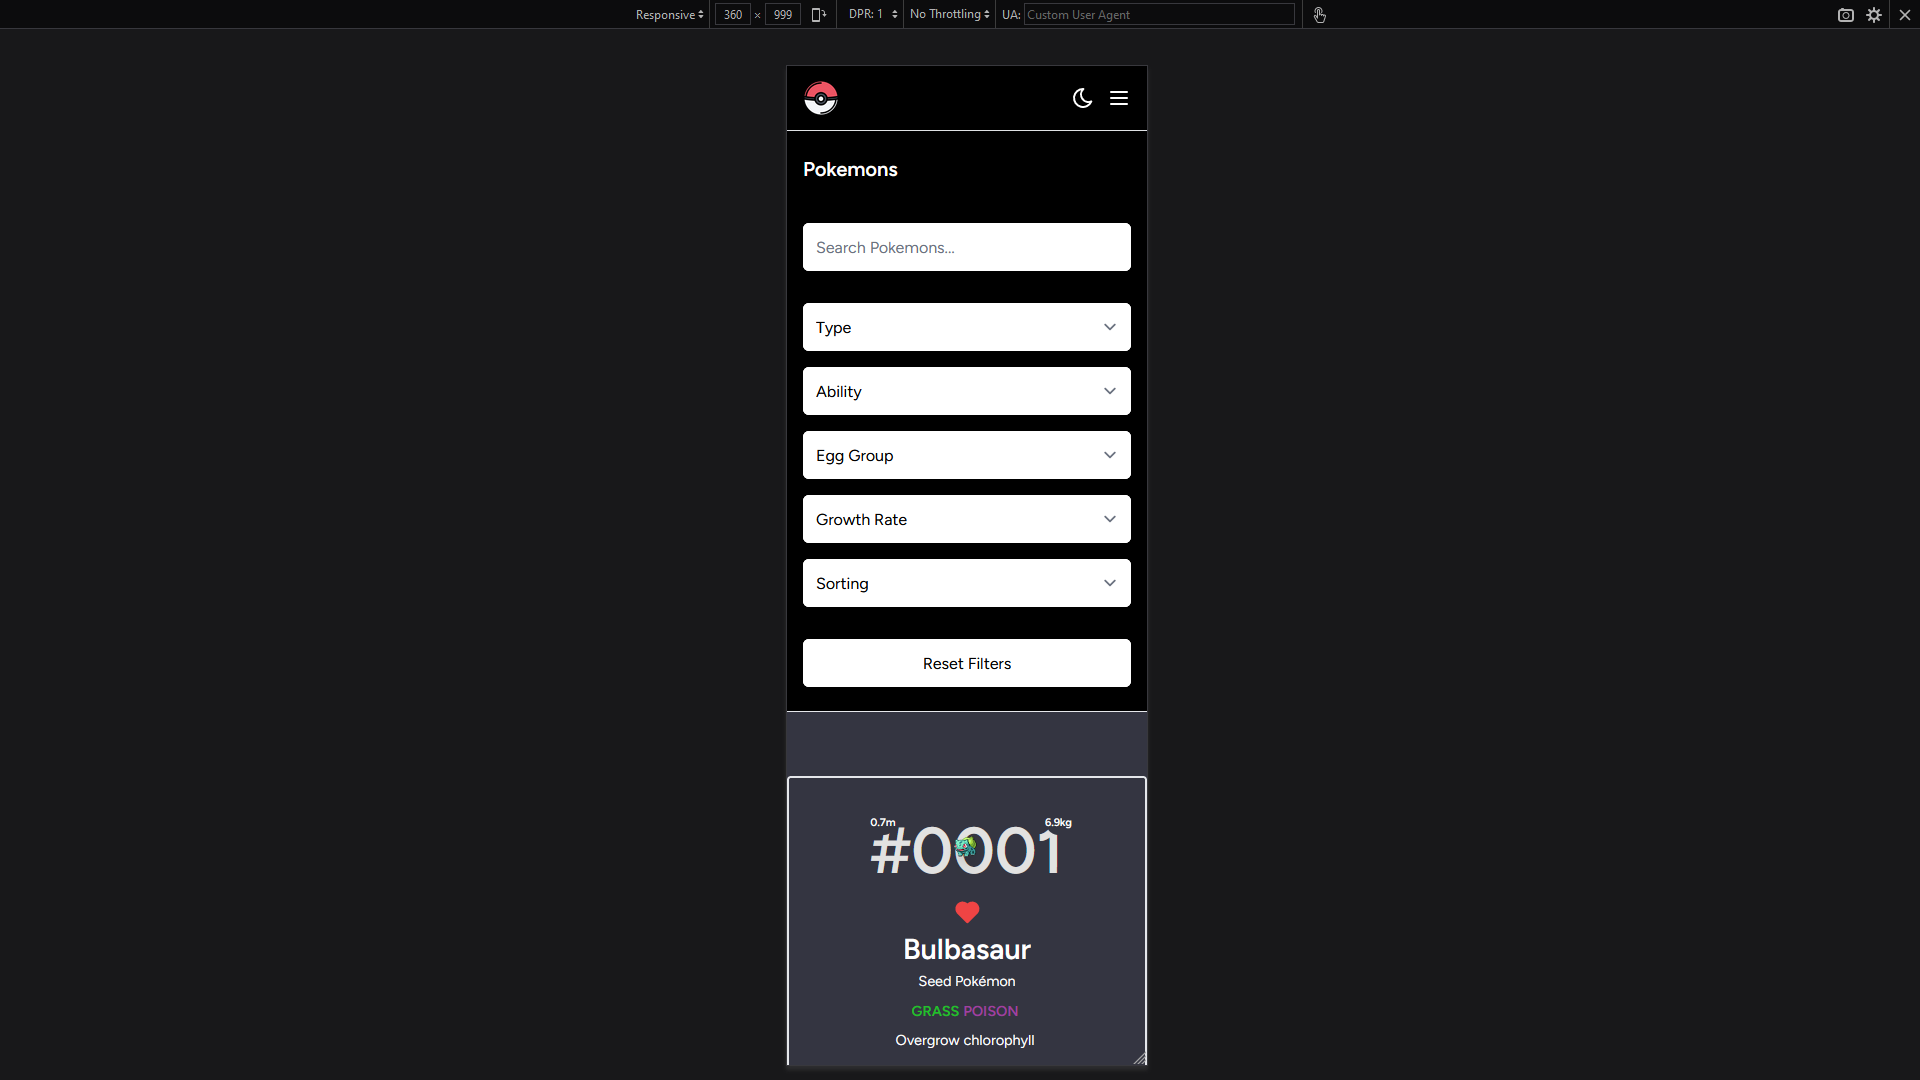 Responsive 360 × 999 DPR: 1 No Throttling UA: Custom User Agent
Pokemons
Search Pokemons...
Type
Ability
Egg Group
Growth Rate
Sorting
Reset Filters
0.7m 6.9kg
#0001
Bulbasaur
Seed Pokémon
GRASS POISON
Overgrow chlorophyll